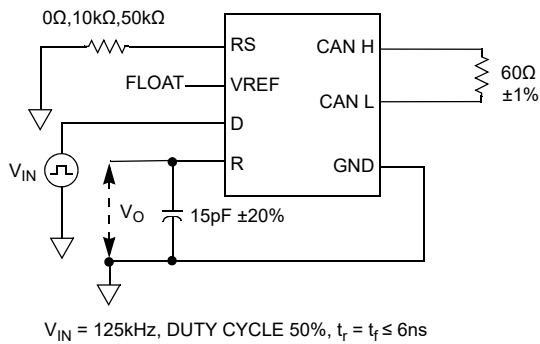 0Ω,10kΩ,50kΩ
RS
CAN H
60Ω
±1%
FLOAT
VREF
CAN L
D
VIN
R
GND
VO
15pF ±20%
VIN = 125kHz, DUTY CYCLE 50%, tr = tf ≤ 6ns